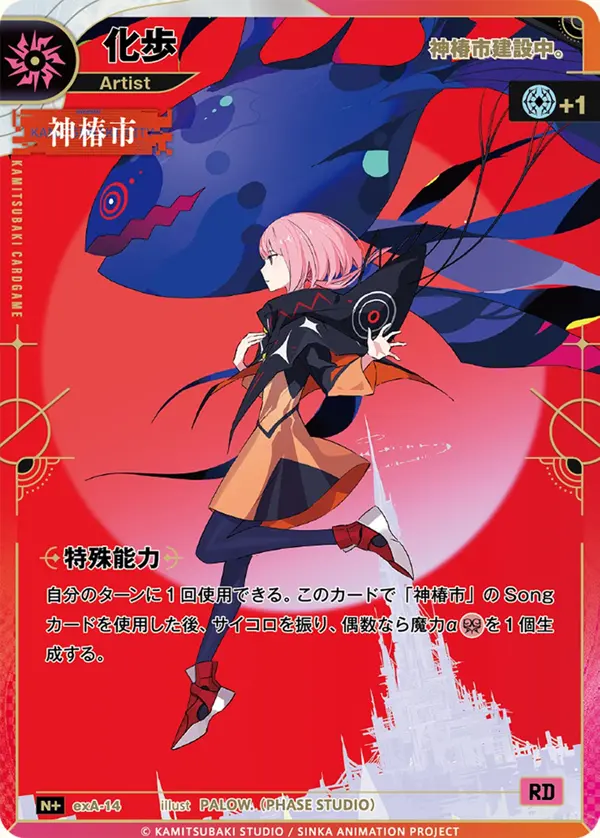 化歩
Artist
神椿市建設中。
+1
神椿市
KAMITSUBAKI CARDGAME
特殊能力
自分のターンに1回使用できる。このカードで「神椿市」のSong
カードを使用した後、サイコロを振り、偶数なら魔力αを1個生
成する。
N+ exA-14 illust PALOW. (PHASE STUDIO)
RD
© KAMITSUBAKI STUDIO / SINKA ANIMATION PROJECT